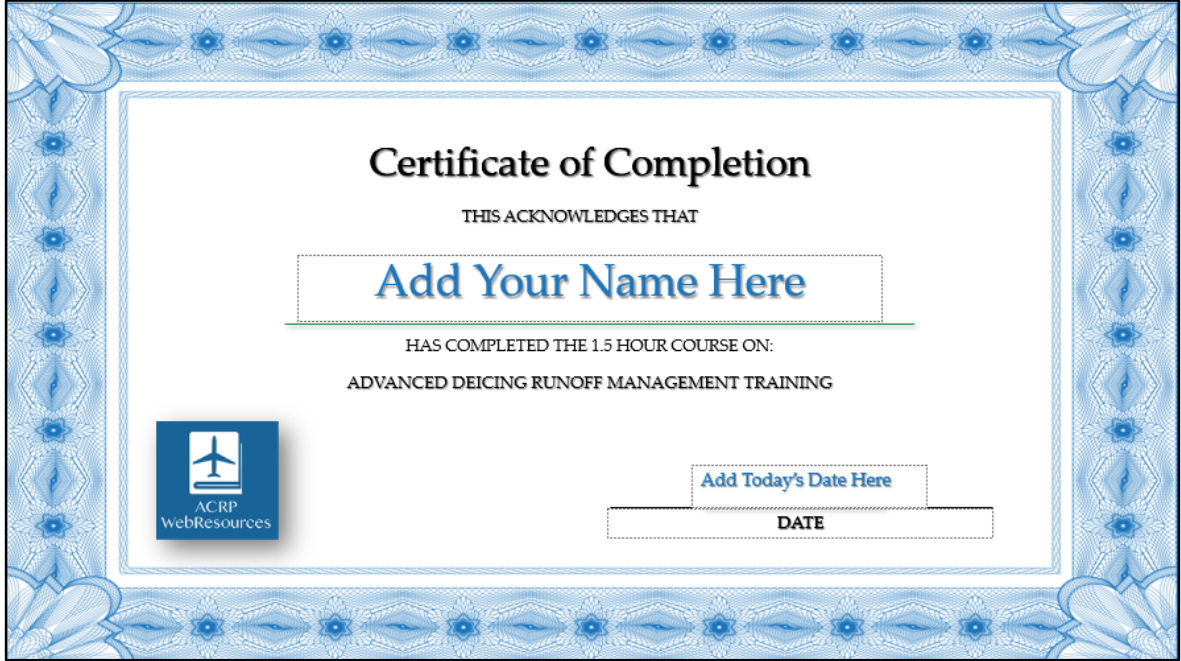 Certificate of Completion
THIS ACKNOWLEDGES THAT
Add Your Name Here
HAS COMPLETED THE 1.5 HOUR COURSE ON:
ADVANCED DEICING RUNOFF MANAGEMENT TRAINING
ACRP
WebResources
Add Today's Date Here
DATE